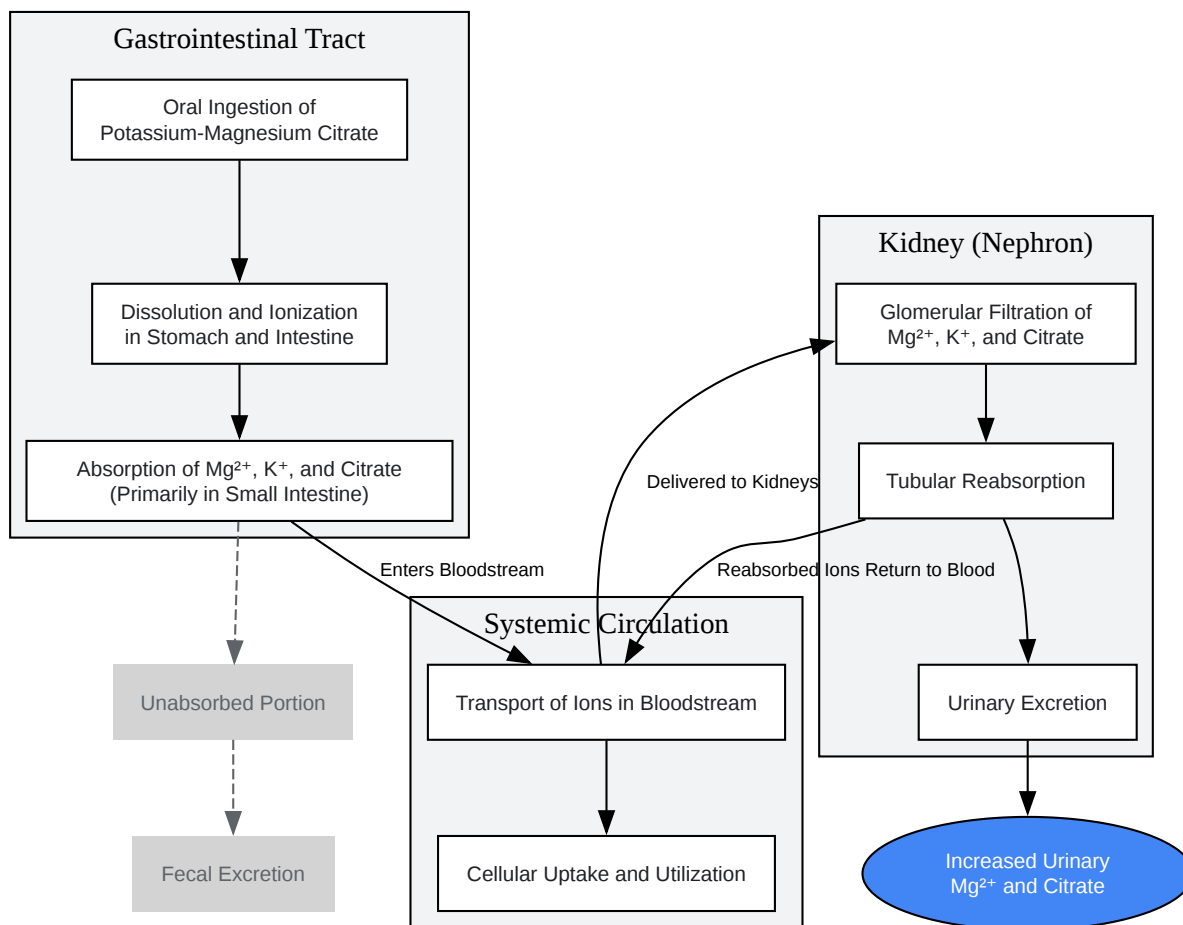 Gastrointestinal Tract
Oral Ingestion of
Potassium-Magnesium Citrate
Dissolution and Ionization
in Stomach and Intestine
Absorption of Mg²⁺, K⁺, and Citrate
(Primarily in Small Intestine)
Unabsorbed Portion
Fecal Excretion
Enters Bloodstream
Systemic Circulation
Transport of Ions in Bloodstream
Cellular Uptake and Utilization
Delivered to Kidneys
Reabsorbed Ions Return to Blood
Kidney (Nephron)
Glomerular Filtration of
Mg²⁺, K⁺, and Citrate
Tubular Reabsorption
Urinary Excretion
Increased Urinary
Mg²⁺ and Citrate